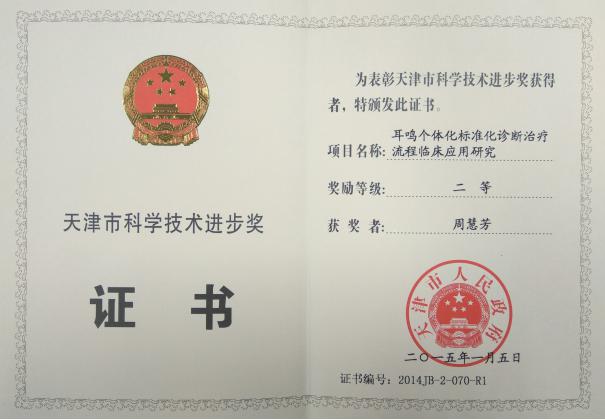 天津市科学技术进步奖
证 书
为表彰天津市科学技术进步奖获得
者，特颁发此证书。
项目名称：耳鸣个体化标准化诊断治疗
流程临床应用研究
奖励等级：二 等
获 奖 者：周慧芳
天津市人民政府
二〇一五年一月五日
证书编号：2014JB-2-070-R1